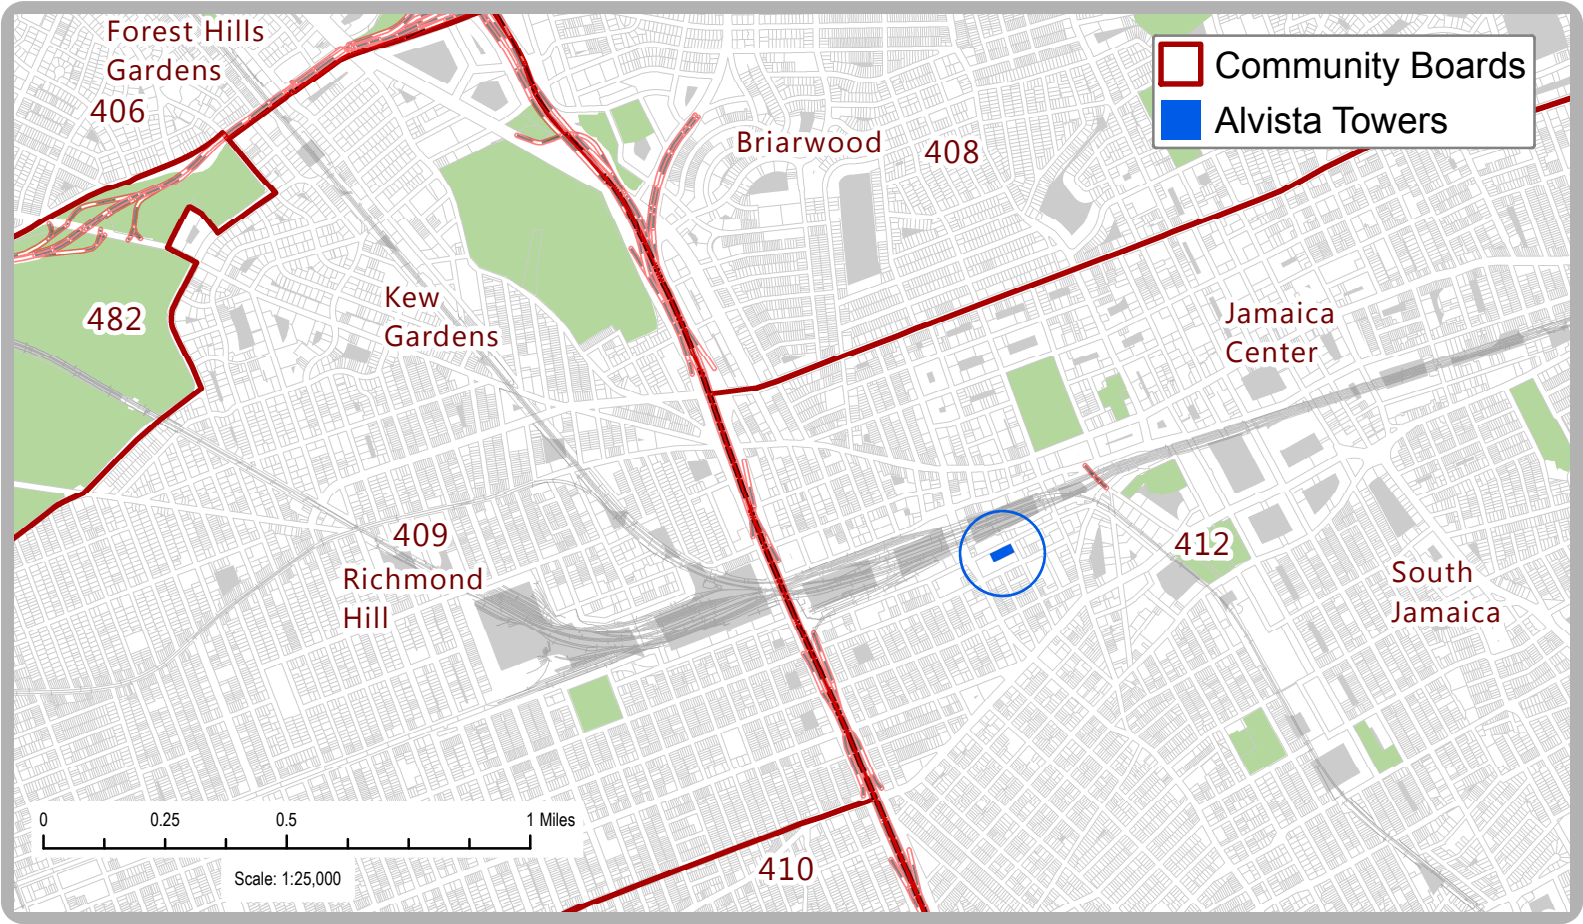 Forest Hills
Gardens
406
Community Boards
Alvista Towers
Briarwood
408
482
Kew
Gardens
Jamaica
Center
409
Richmond
Hill
412
South
Jamaica
0 0.25 0.5 1 Miles
Scale: 1:25,000
410